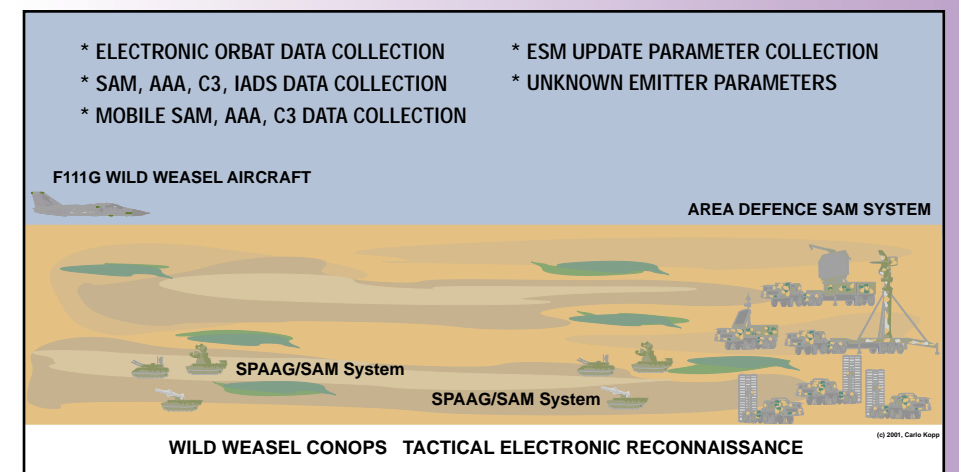 * ELECTRONIC ORBAT DATA COLLECTION
* SAM, AAA, C3, IADS DATA COLLECTION
* MOBILE SAM, AAA, C3 DATA COLLECTION
* ESM UPDATE PARAMETER COLLECTION
* UNKNOWN EMITTER PARAMETERS
F111G WILD WEASEL AIRCRAFT
AREA DEFENCE SAM SYSTEM
SPAAG/SAM System
SPAAG/SAM System
(c) 2001, Carlo Kopp
WILD WEASEL CONOPS TACTICAL ELECTRONIC RECONNAISSANCE